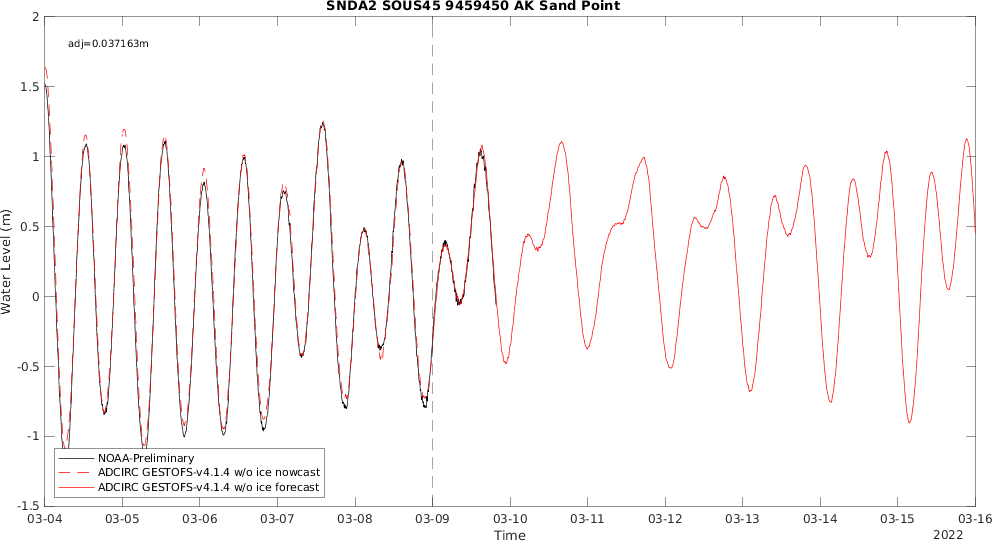 SNDA2 SOUS45 9459450 AK Sand Point
adj=0.037163m
Water Level (m)
2
1.5
1
0.5
0
-0.5
-1
-1.5
NOAA-Preliminary
ADCIRC GESTOFS-v4.1.4 w/o ice nowcast
ADCIRC GESTOFS-v4.1.4 w/o ice forecast
03-04 03-05 03-06 03-07 03-08 03-09 03-10 03-11 03-12 03-13 03-14 03-15 03-16
Time
2022